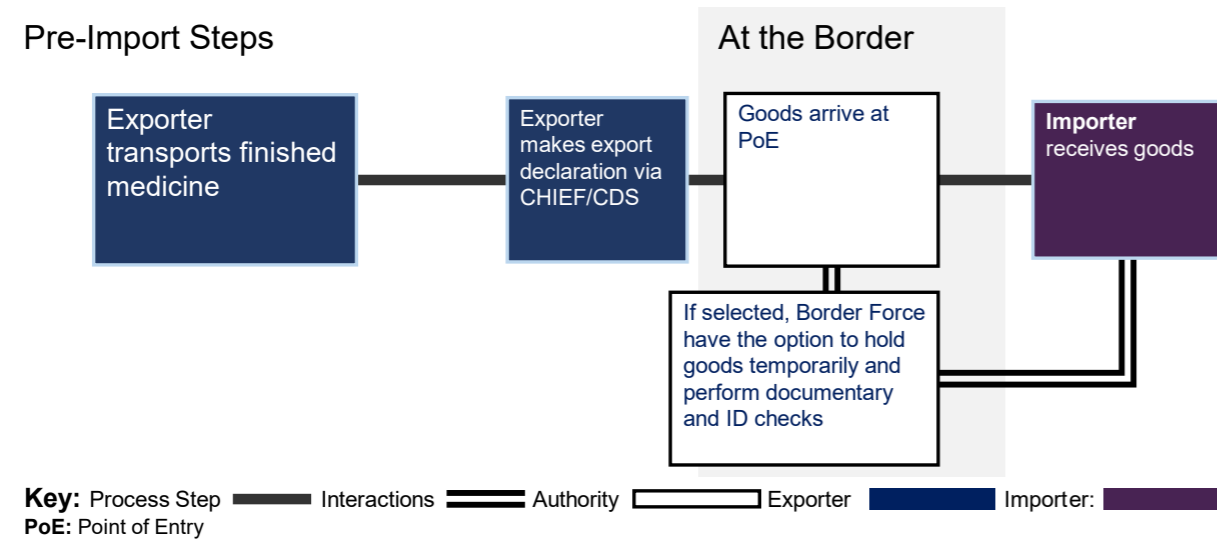 Pre-Import Steps
At the Border
Exporter
transports finished
medicine
Exporter
makes export
declaration via
CHIEF/CDS
Goods arrive at
PoE
Importer
receives goods
If selected, Border Force
have the option to hold
goods temporarily and
perform documentary
and ID checks
Key: Process Step Interactions Authority Exporter Importer:
PoE: Point of Entry